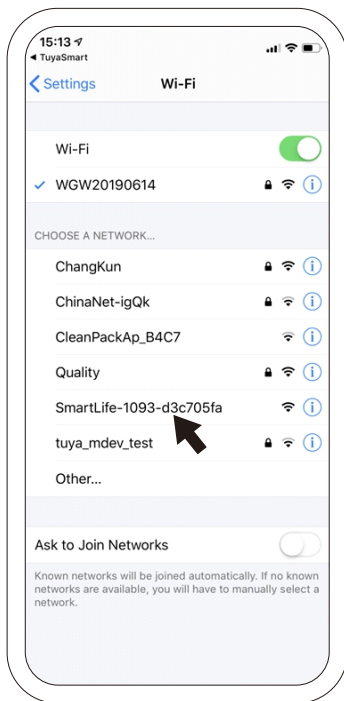 15:13
TuyaSmart
Settings
Wi-Fi
Wi-Fi
WGW20190614
CHOOSE A NETWORK...
ChangKun
ChinaNet-igQk
CleanPackAp_B4C7
Quality
SmartLife-1093-d3c705fa
tuya_mdev_test
Other...
Ask to Join Networks
Known networks will be joined automatically. If no known
networks are available, you will have to manually select a
network.